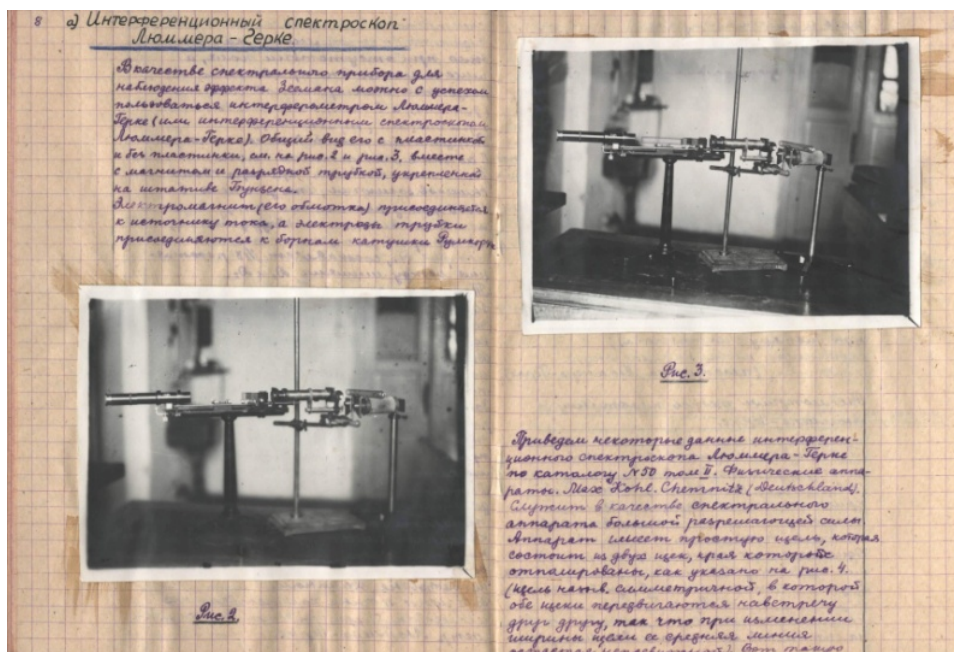 8 а) Интерференционный спектроскоп
Люммера - Герке.
В качестве спектрального прибора для
наблюдения эффекта Зеемана можно с успехом
пользоваться интерферометром Люммера-
Герке (или интерференционным спектроскопом
Люммера-Герке). Общий вид его с пластинкой
и без пластинки, см. на рис. 2 и рис. 3, вместе
с магнитом и разрядной трубкой, укрепленной
на штативе Бунзена.
Электромагнит (его обмотка) присоединяется
к источнику тока, а электроды трубки
присоединяются к борнам катушки Румкорфа
Рис. 2.
Рис. 3.
Приведем некоторые данные интерферен-
ционного спектроскопа Люммера-Герке
по каталогу N50 том II. Физические аппа-
раты. Max Kohl. Chemnitz (Deutschland).
Служит в качестве спектрального
аппарата большой разрешающей силы
Аппарат имеет простую щель, которая
состоит из двух щек, края которых
отполированы, как указано на рис. 4.
(щель назыв. симметричной, в которой
обе щеки передвигаются навстречу
друг другу, так что при изменении
ширины щели ее средняя линия